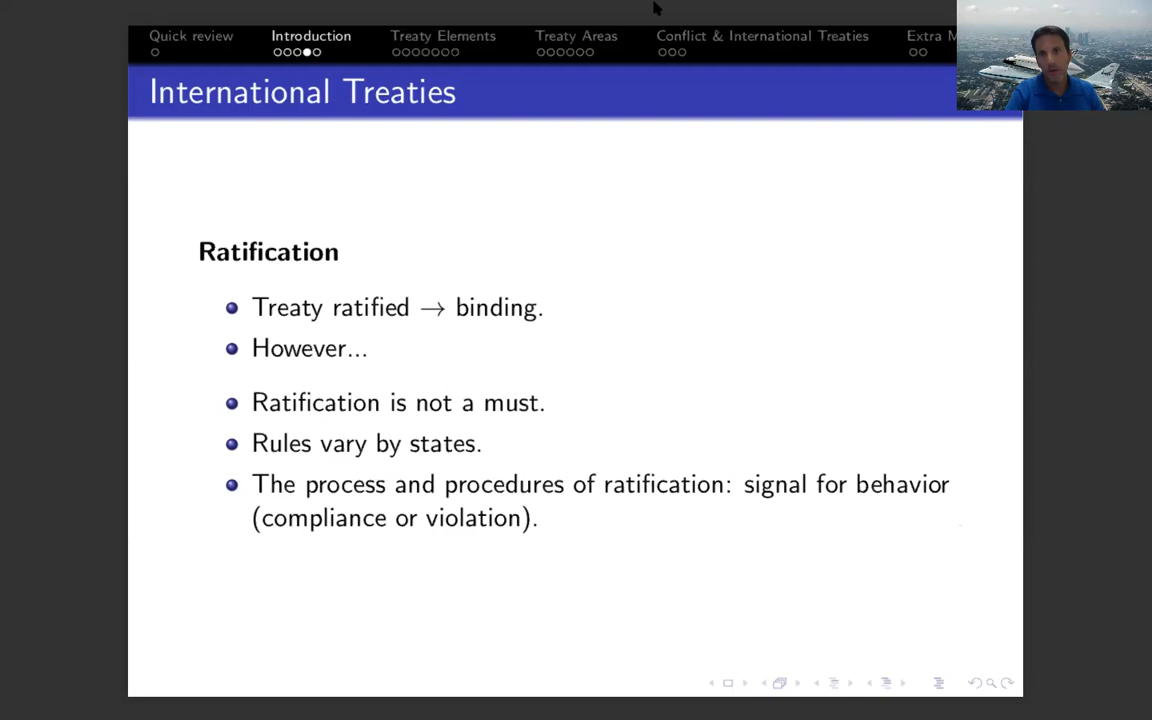 Quick review Introduction Treaty Elements Treaty Areas Conflict & International Treaties Extra M
International Treaties
Ratification
Treaty ratified → binding.
However...
Ratification is not a must.
Rules vary by states.
The process and procedures of ratification: signal for behavior
(compliance or violation).